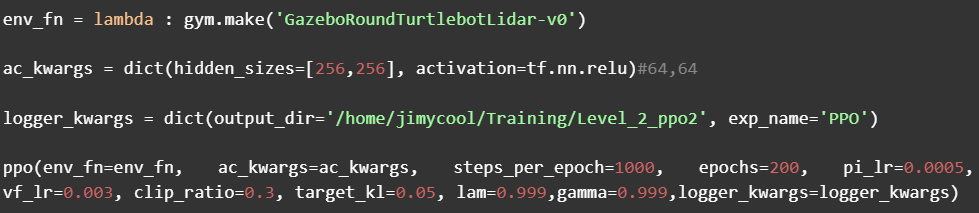 env_fn = lambda : gym.make('GazeboRoundTurtlebotLidar-v0')
ac_kwargs = dict(hidden_sizes=[256,256], activation=tf.nn.relu)#64,64
logger_kwargs = dict(output_dir='/home/jimycool/Training/Level_2_ppo2', exp_name='PPO')
ppo(env_fn=env_fn, ac_kwargs=ac_kwargs, steps_per_epoch=1000, epochs=200, pi_lr=0.0005,
vf_lr=0.003, clip_ratio=0.3, target_kl=0.05, lam=0.999,gamma=0.999,logger_kwargs=logger_kwargs)